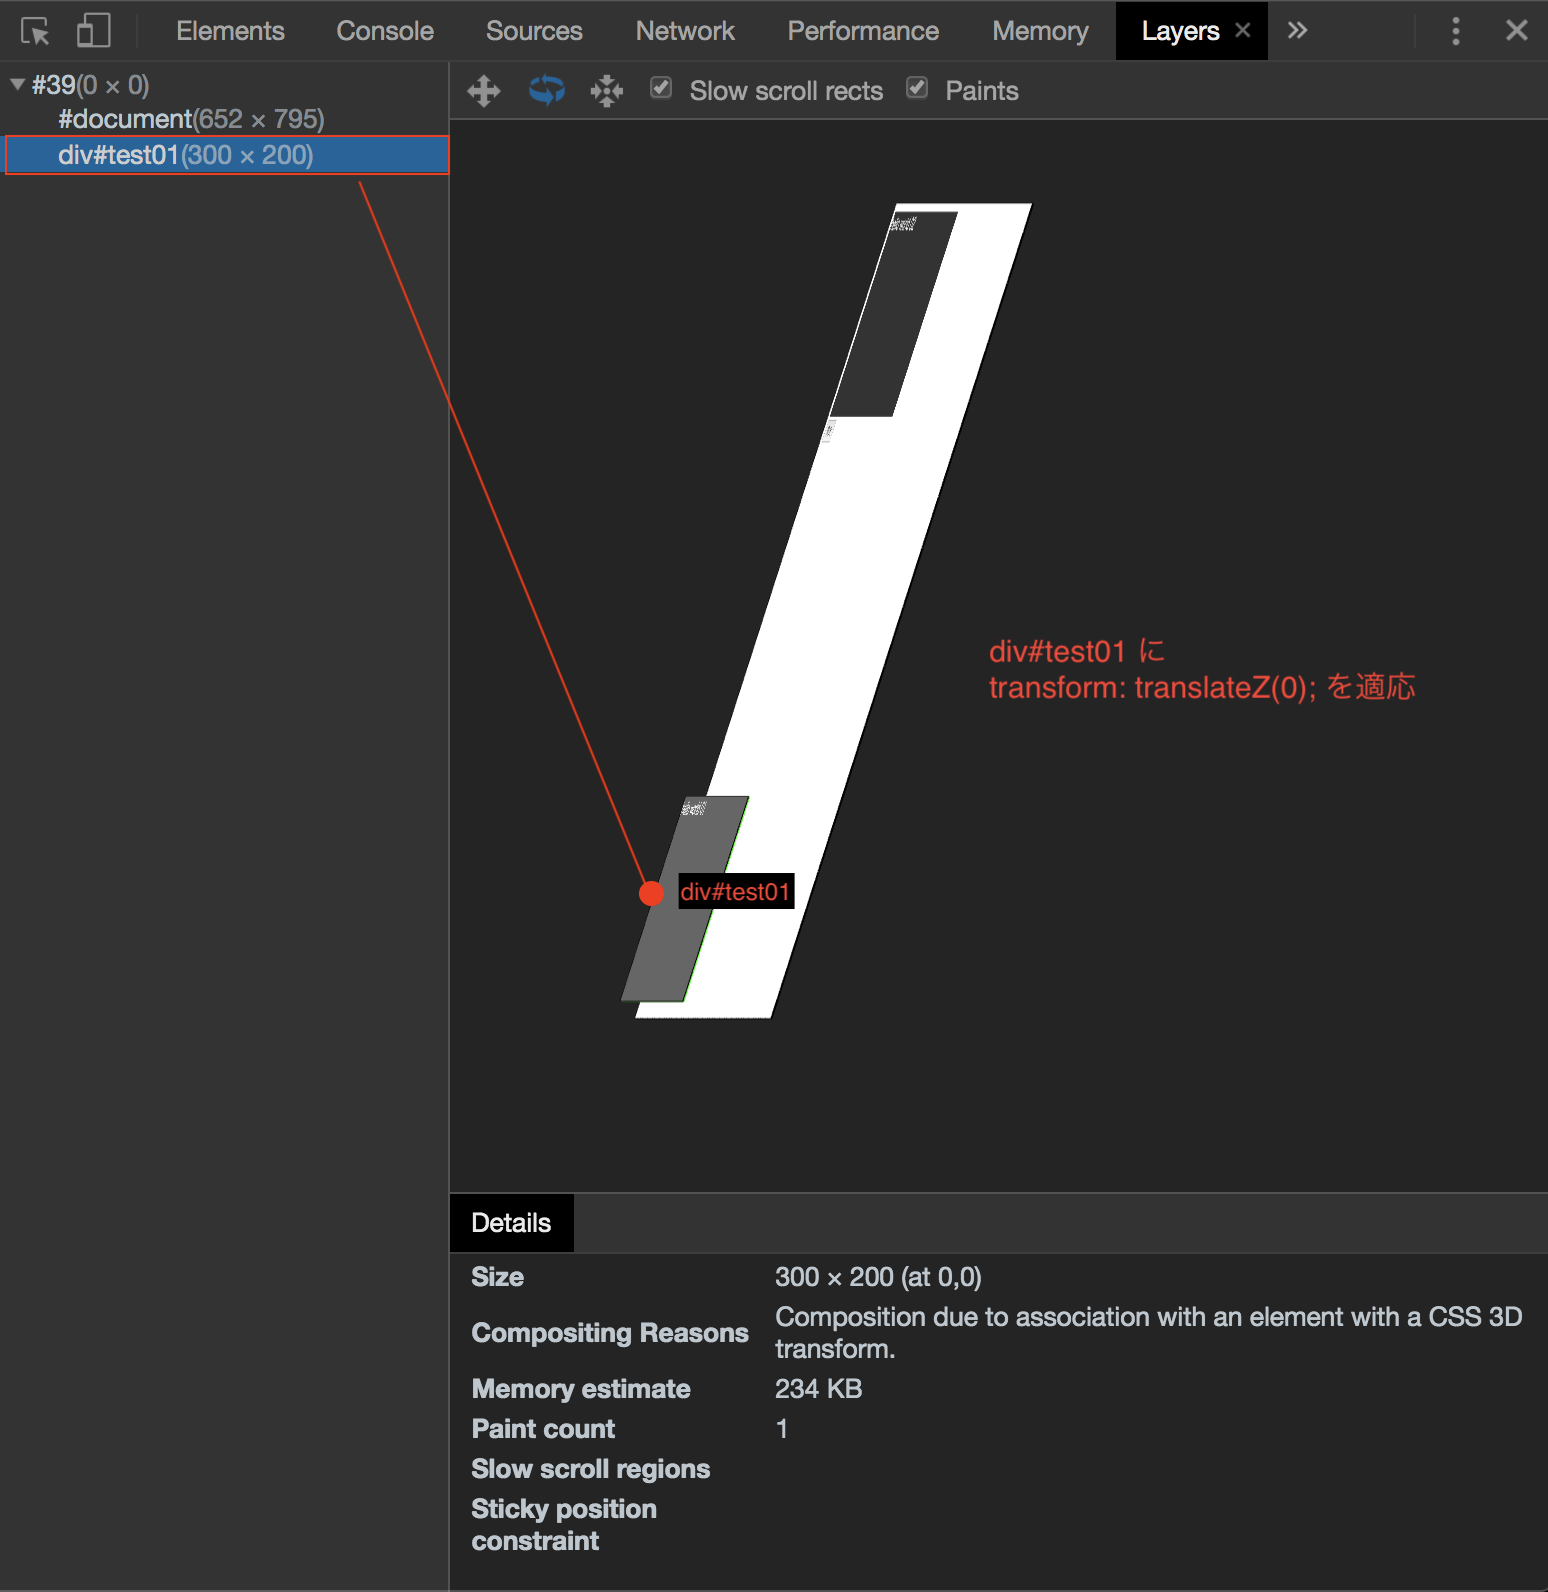 Elements Console Sources Network Performance Memory Layers
#39(0 × 0)
#document(652 × 795)
div#test01(300 × 200)
Slow scroll rects Paints
div#test01 に
transform: translateZ(0); を適応
div#test01
Details
Size 300 × 200 (at 0,0)
Compositing Reasons Composition due to association with an element with a CSS 3D
transform.
Memory estimate 234 KB
Paint count 1
Slow scroll regions
Sticky position
constraint